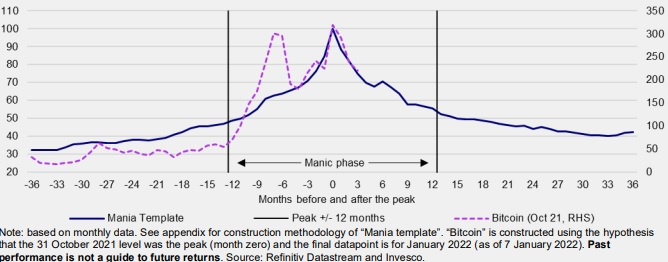 110 350
100 300
90 250
80 200
70
60 150
50 100
40
30 50
20 0
Manic phase
-36 -33 -30 -27 -24 -21 -18 -15 -12 -9 -6 -3 0 3 6 9 12 15 18 21 24 27 30 33 36
Months before and after the peak
Mania Template Peak +/- 12 months Bitcoin (Oct 21, RHS)
Note: based on monthly data. See appendix for construction methodology of “Mania template”. “Bitcoin” is constructed using the hypothesis
that the 31 October 2021 level was the peak (month zero) and the final datapoint is for January 2022 (as of 7 January 2022). Past
performance is not a guide to future returns. Source: Refinitiv Datastream and Invesco.